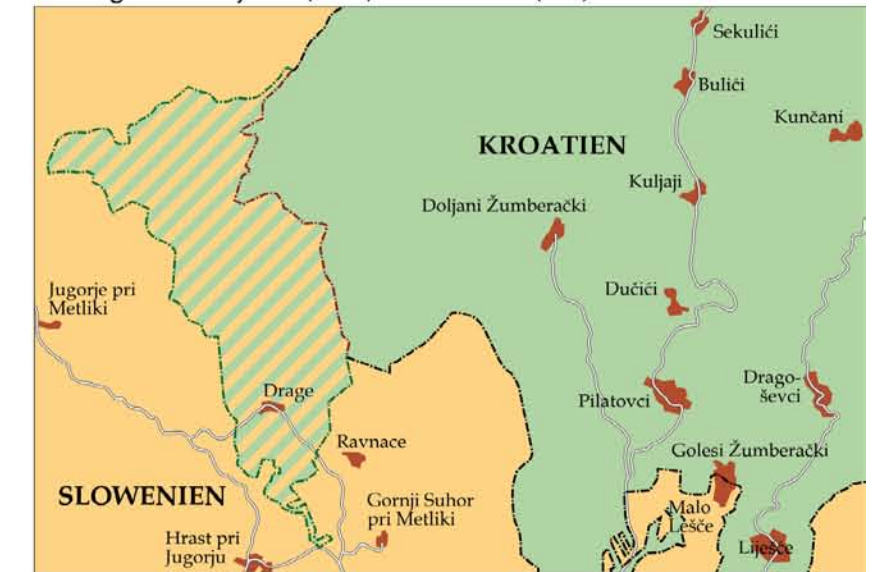 Sekulići
Bulići
Kunčani
KROATIEN
Kuljaji
Doljani Žumberački
Jugorje pri
Metliki
Dučići
Drage
Drago-
ševci
Pilatovci
Ravnace
Golesi Žumberački
SLOWENIEN
Gornji Suhor
pri Metliki
Malo
Lešče
Hrast pri
Jugorju
Liješće